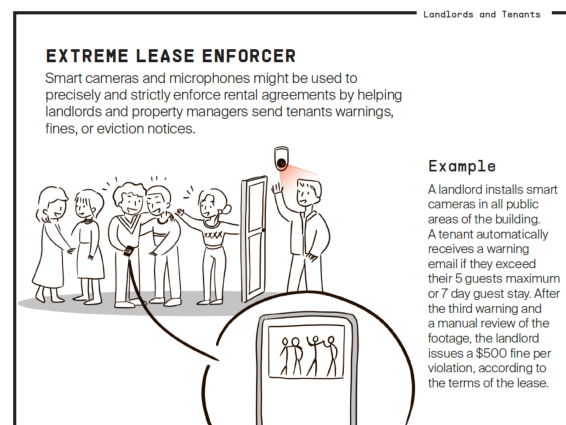 Landlords and Tenants
EXTREME LEASE ENFORCER
Smart cameras and microphones might be used to
precisely and strictly enforce rental agreements by helping
landlords and property managers send tenants warnings,
fines, or eviction notices.
Example
A landlord installs smart
cameras in all public
areas of the building.
A tenant automatically
receives a warning
email if they exceed
their 5 guests maximum
or 7 day guest stay. After
the third warning and
a manual review of the
footage, the landlord
issues a $500 fine per
violation, according to
the terms of the lease.